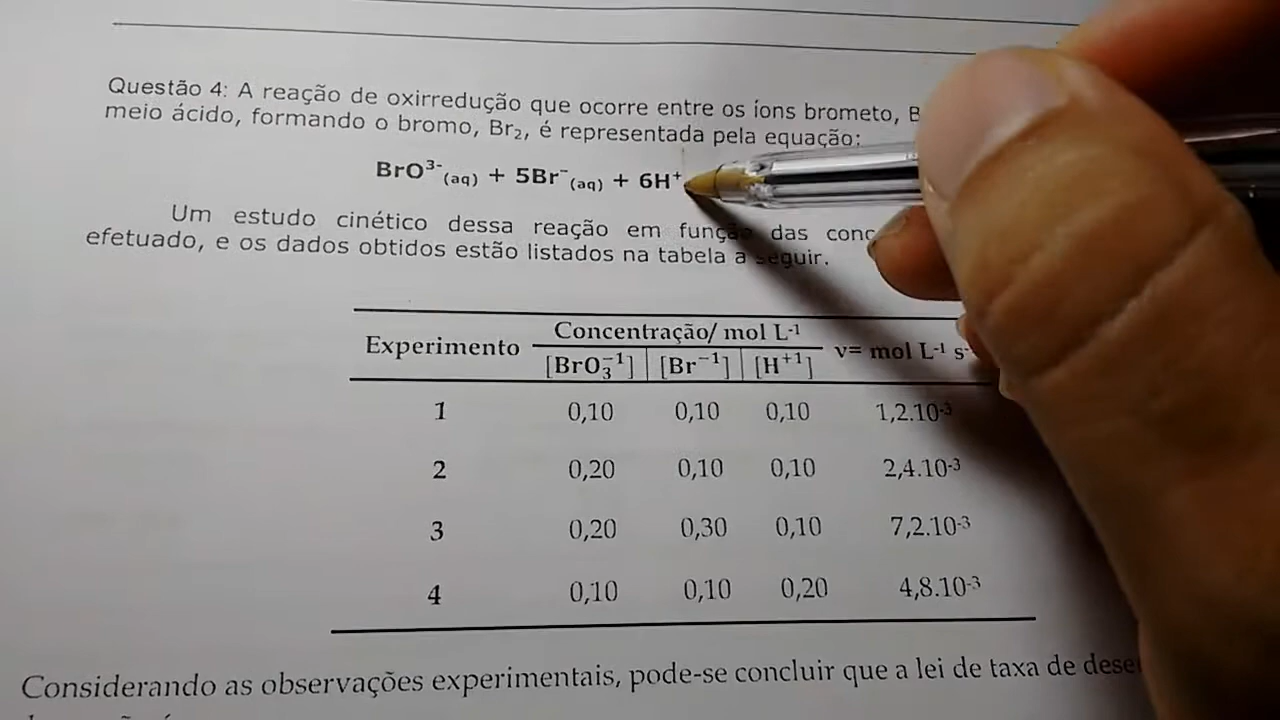 Questão 4: A reação de oxirredução que ocorre entre os íons brometo, B
meio ácido, formando o bromo, Br₂, é representada pela equação:
BrO³⁻(aq) + 5Br⁻(aq) + 6H⁺
Um estudo cinético dessa reação em função das conc
efetuado, e os dados obtidos estão listados na tabela a seguir.
Experimento Concentração/ mol L⁻¹ v= mol L⁻¹ s⁻
[BrO₃⁻¹] [Br⁻¹] [H⁺¹]
1 0,10 0,10 0,10 1,2.10⁻³
2 0,20 0,10 0,10 2,4.10⁻³
3 0,20 0,30 0,10 7,2.10⁻³
4 0,10 0,10 0,20 4,8.10⁻³
Considerando as observações experimentais, pode-se concluir que a lei de taxa de dese